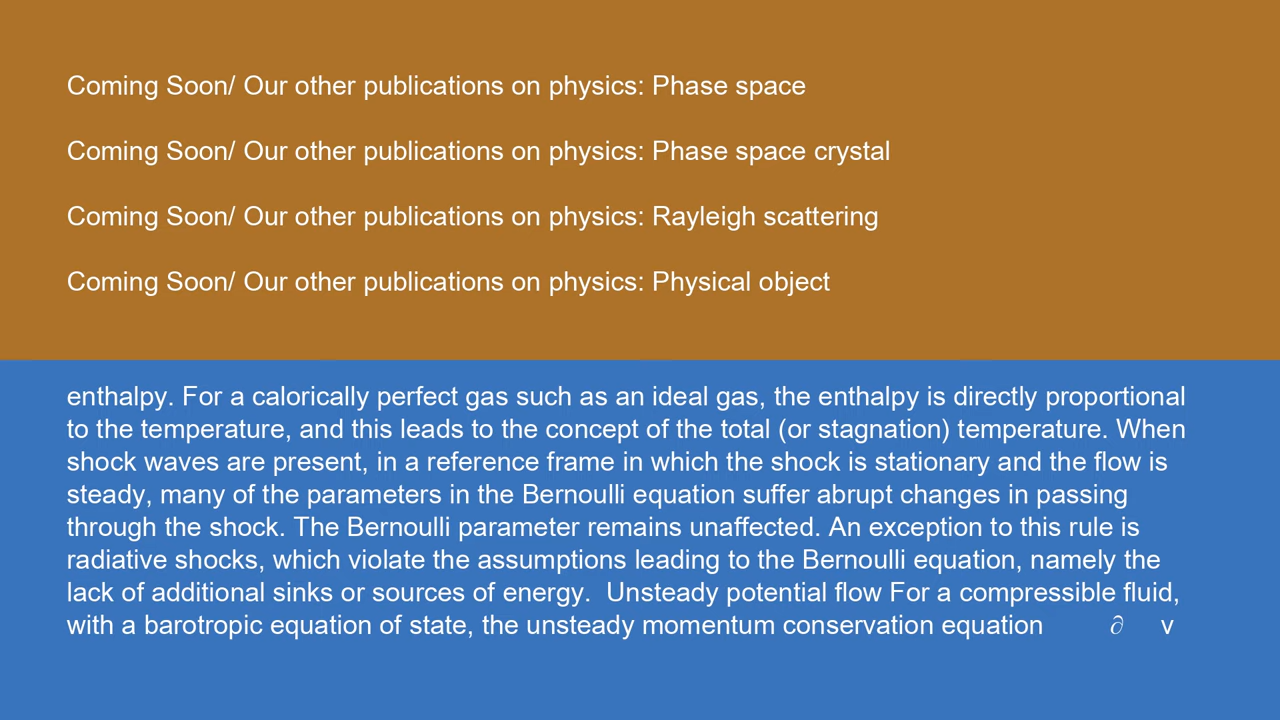 Coming Soon/ Our other publications on physics: Phase space
Coming Soon/ Our other publications on physics: Phase space crystal
Coming Soon/ Our other publications on physics: Rayleigh scattering
Coming Soon/ Our other publications on physics: Physical object
enthalpy. For a calorically perfect gas such as an ideal gas, the enthalpy is directly proportional
to the temperature, and this leads to the concept of the total (or stagnation) temperature. When
shock waves are present, in a reference frame in which the shock is stationary and the flow is
steady, many of the parameters in the Bernoulli equation suffer abrupt changes in passing
through the shock. The Bernoulli parameter remains unaffected. An exception to this rule is
radiative shocks, which violate the assumptions leading to the Bernoulli equation, namely the
lack of additional sinks or sources of energy.  Unsteady potential flow For a compressible fluid,
with a barotropic equation of state, the unsteady momentum conservation equation ∂ v